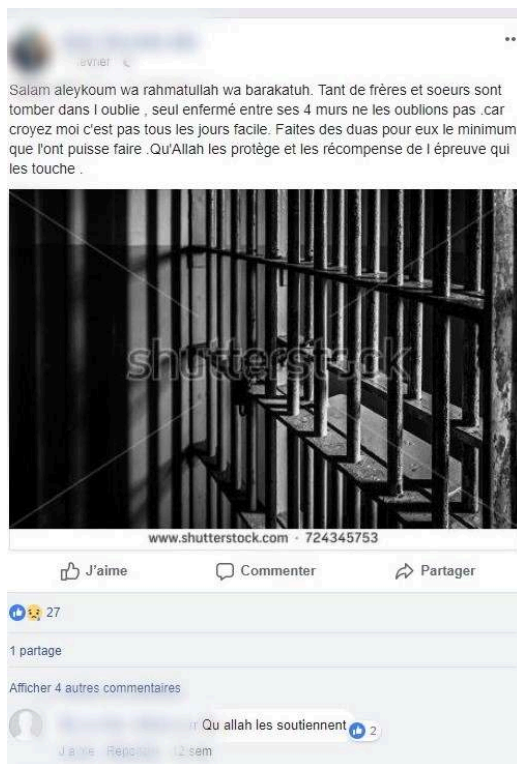 Salam aleykoum wa rahmatullah wa barakatuh. Tant de frères et soeurs sont
tomber dans l oublie , seul enfermé entre ses 4 murs ne les oublions pas .car
croyez moi c'est pas tous les jours facile. Faites des duas pour eux le minimum
que l'ont puisse faire .Qu'Allah les protège et les récompense de l épreuve qui
les touche .
shutterstock
www.shutterstock.com · 724345753
J'aime Commenter Partager
27
1 partage
Afficher 4 autres commentaires
Qu allah les soutiennent 2
J'aime Répondre 12 sem